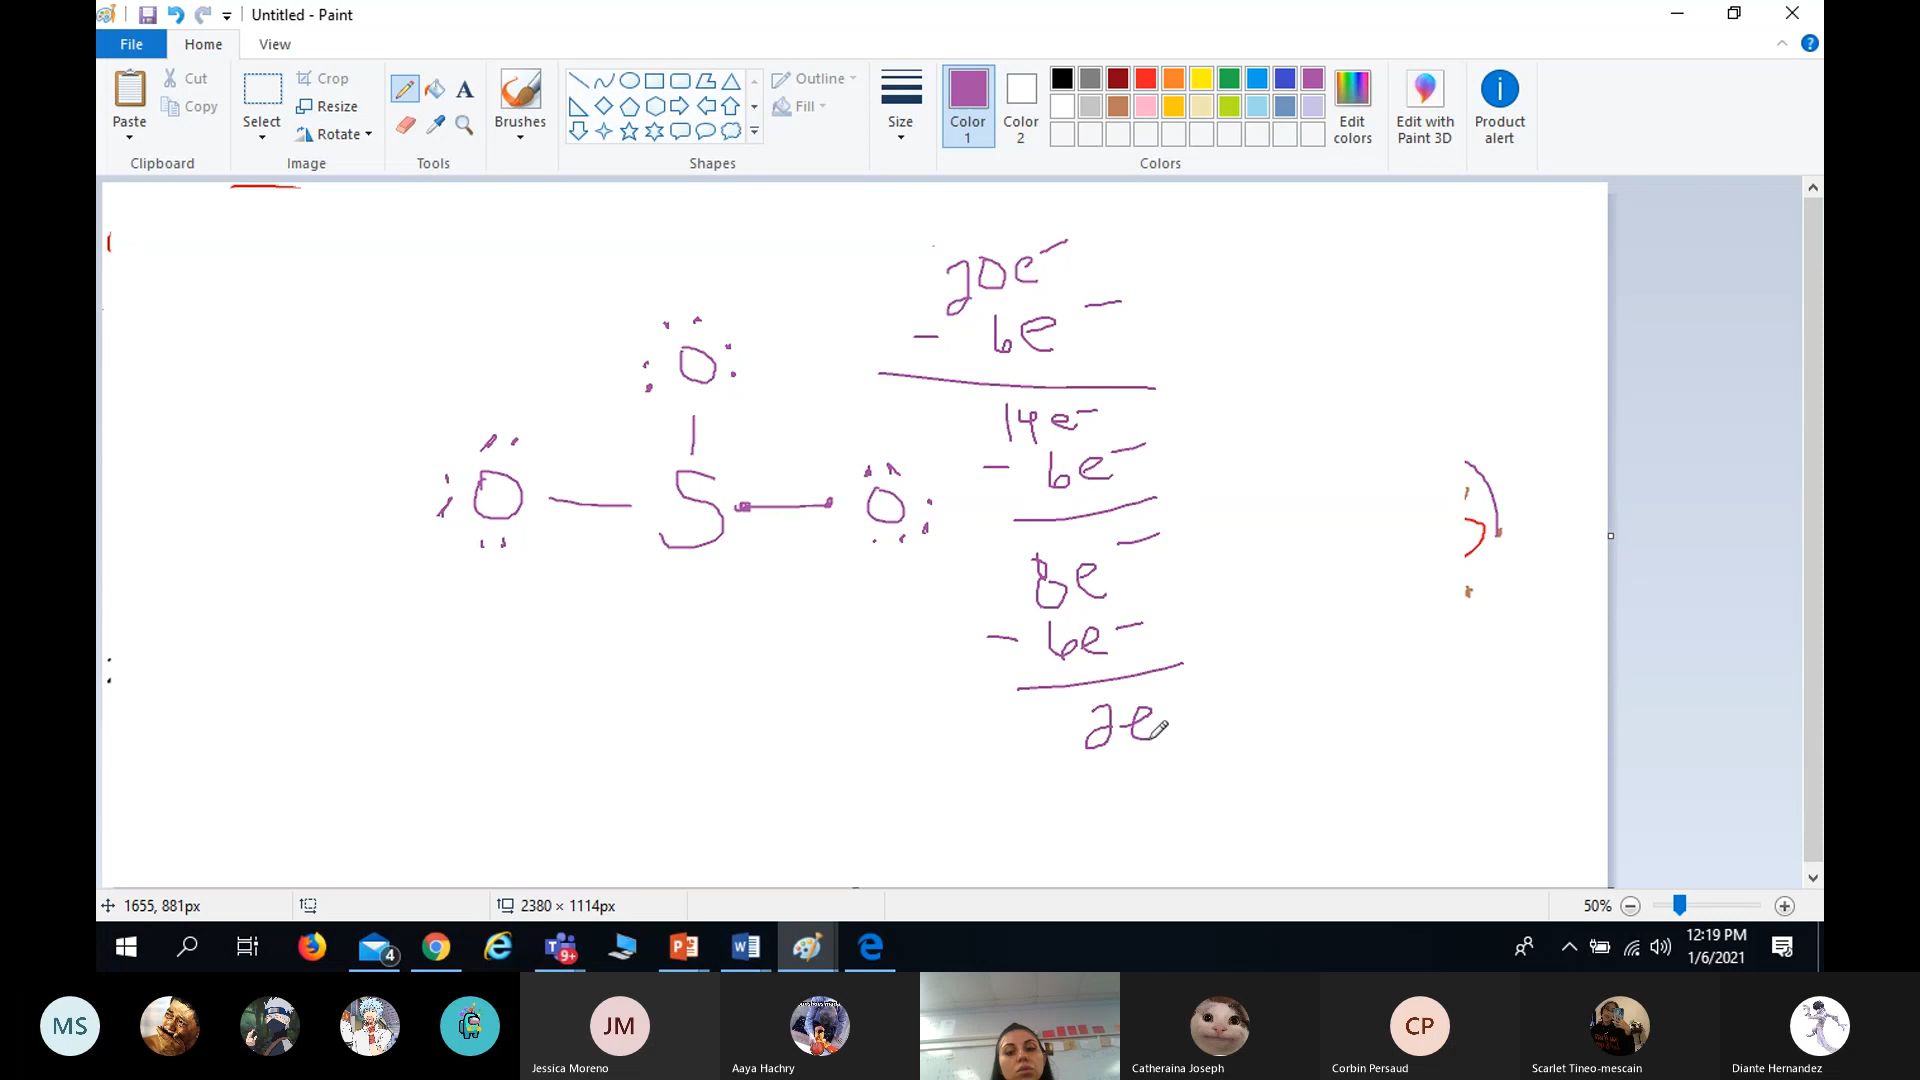 Untitled - Paint
File Home View
Paste
Cut
Copy
Clipboard
Select
Crop
Resize
Rotate
Image
Tools
Brushes
Shapes
Outline
Fill
Size
Color 1
Color 2
Edit colors
Colors
Edit with Paint 3D
Product alert
20e⁻
- 6e⁻
14e⁻
- 6e⁻
8e⁻
- 6e⁻
2e
O
O — S — O
1655, 881px
2380 × 1114px
50%
4
9+
12:19 PM
1/6/2021
MS
JM
CP
Jessica Moreno
Aaya Hachry
Catheraina Joseph
Corbin Persaud
Scarlet Tineo-mescain
Diante Hernandez